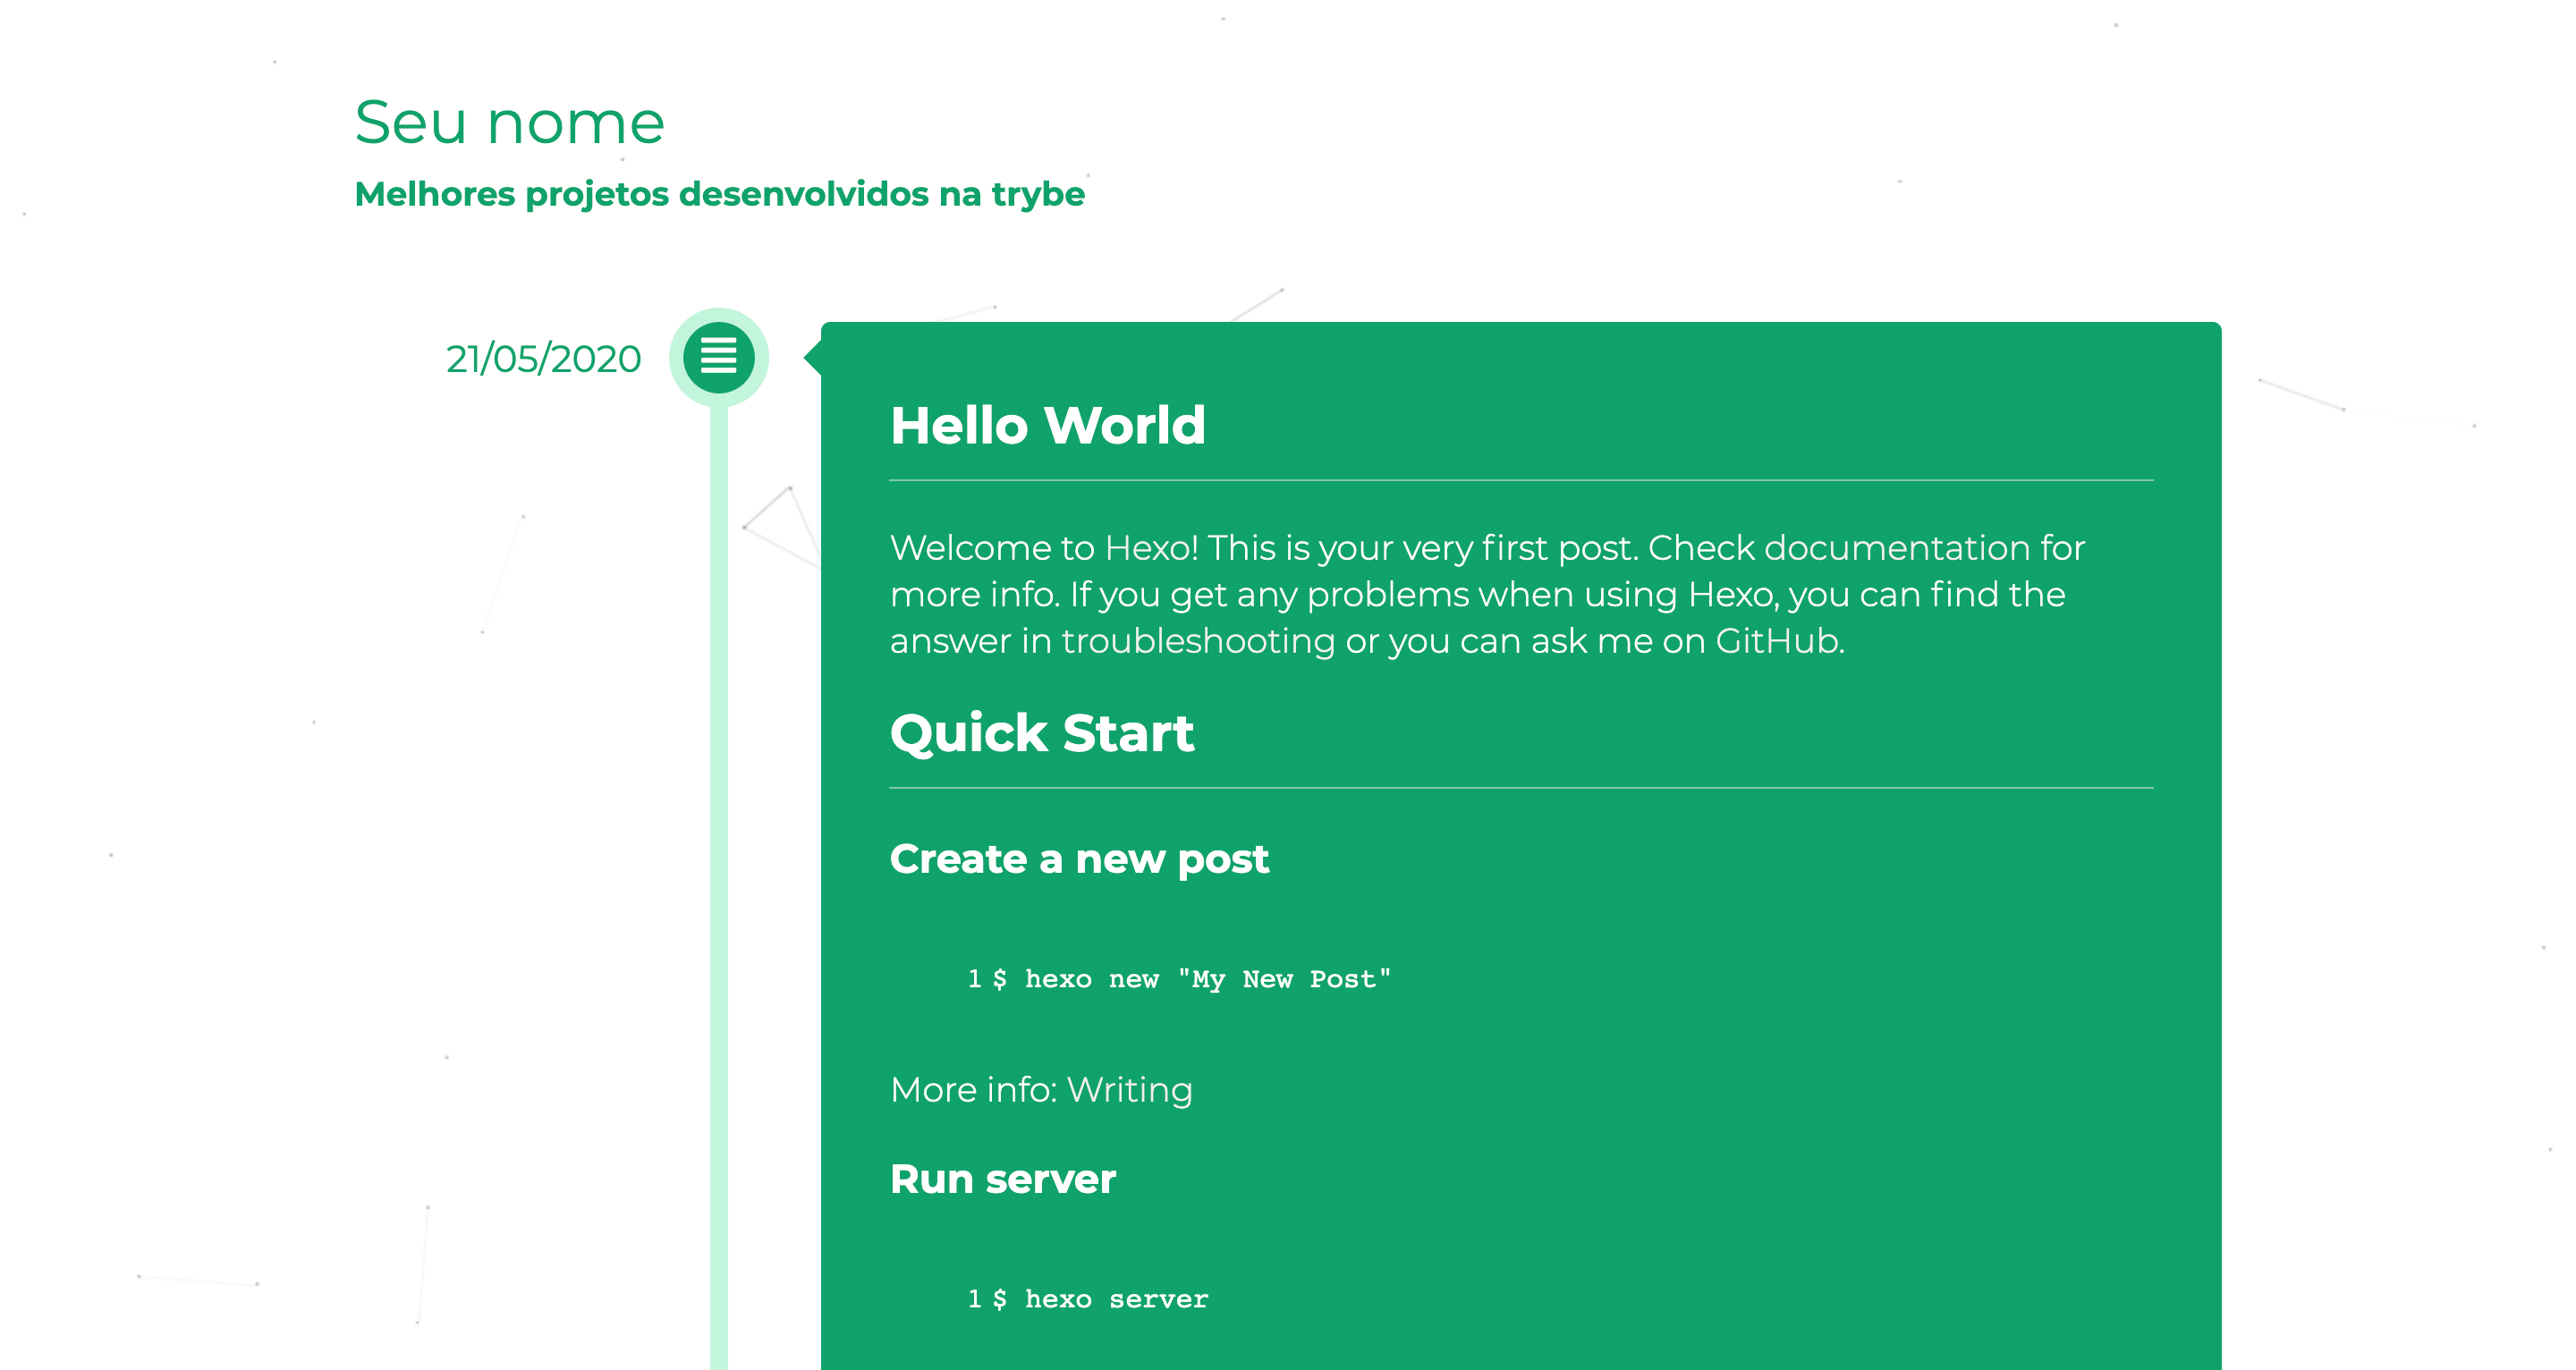 Seu nome
Melhores projetos desenvolvidos na trybe
21/05/2020
Hello World
Welcome to Hexo! This is your very first post. Check documentation for
more info. If you get any problems when using Hexo, you can find the
answer in troubleshooting or you can ask me on GitHub.
Quick Start
Create a new post
1 $ hexo new "My New Post"
More info: Writing
Run server
1 $ hexo server